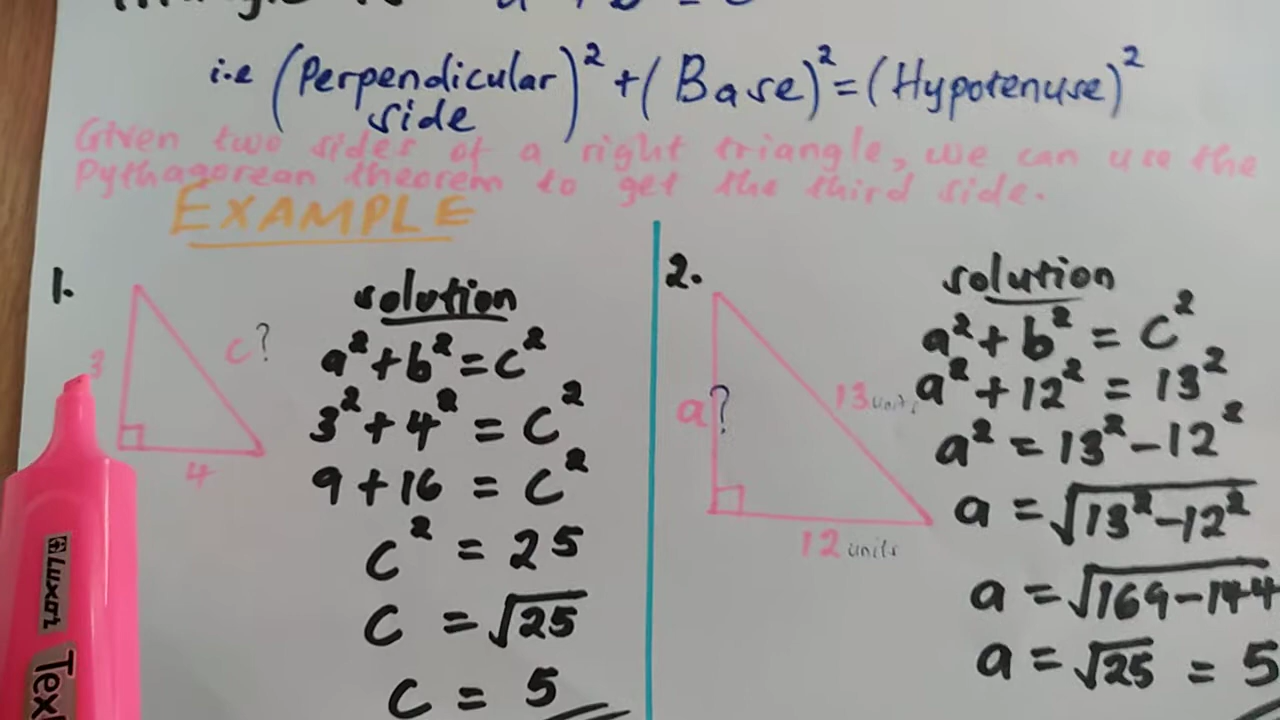 i.e (Perpendicular side)² + (Base)² = (Hypotenuse)²
Given two sides of a right triangle, we can use the
Pythagorean theorem to get the third side.
EXAMPLE
1.
3
c?
4
solution
a² + b² = c²
3² + 4² = c²
9 + 16 = c²
c² = 25
c = √25
c = 5
2.
a?
13 units
12 units
solution
a² + b² = c²
a² + 12² = 13²
a² = 13² - 12²
a = √13² - 12²
a = √169 - 144
a = √25 = 5
Luxor
Tex